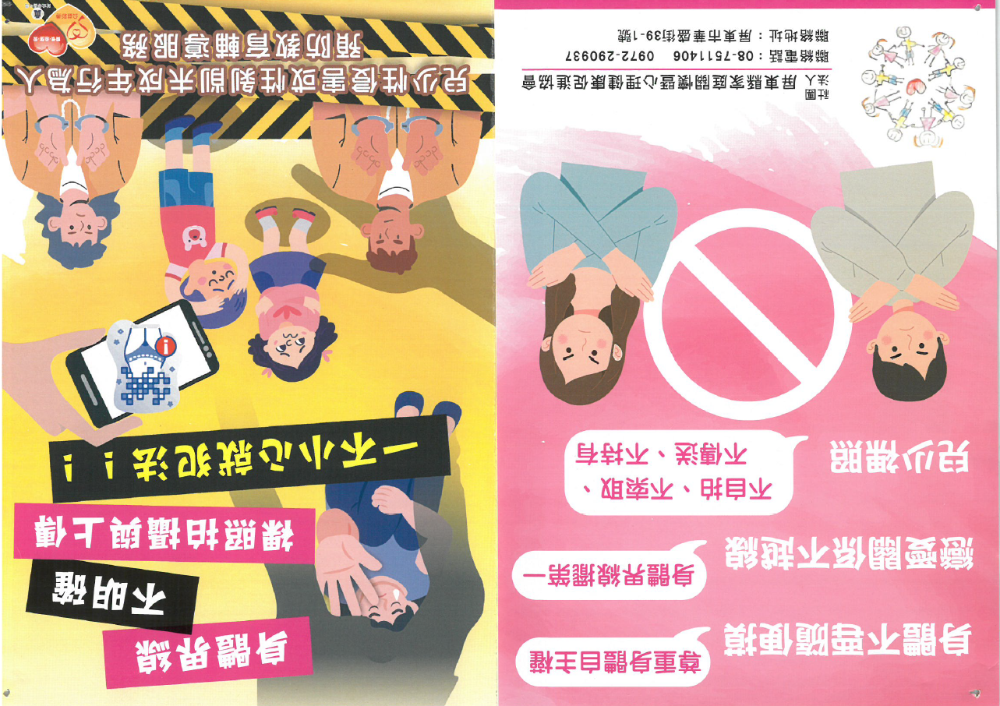 身體不要隨便摸
尊重身體自主權
戀愛關係不越線
身體界線擺第一
兒少裸照
不自拍、不索取、
不傳送、不持有
社團
法人
屏東縣家庭關懷暨心理健康促進協會
聯絡電話：08-7511406 0972-290937
聯絡地址：屏東市華盛街39-1號
身體界線
不明確
裸照拍攝與上傳
一不小心就犯法！！
兒少性侵害或性剝削未成年行為人
預防教育輔導服務